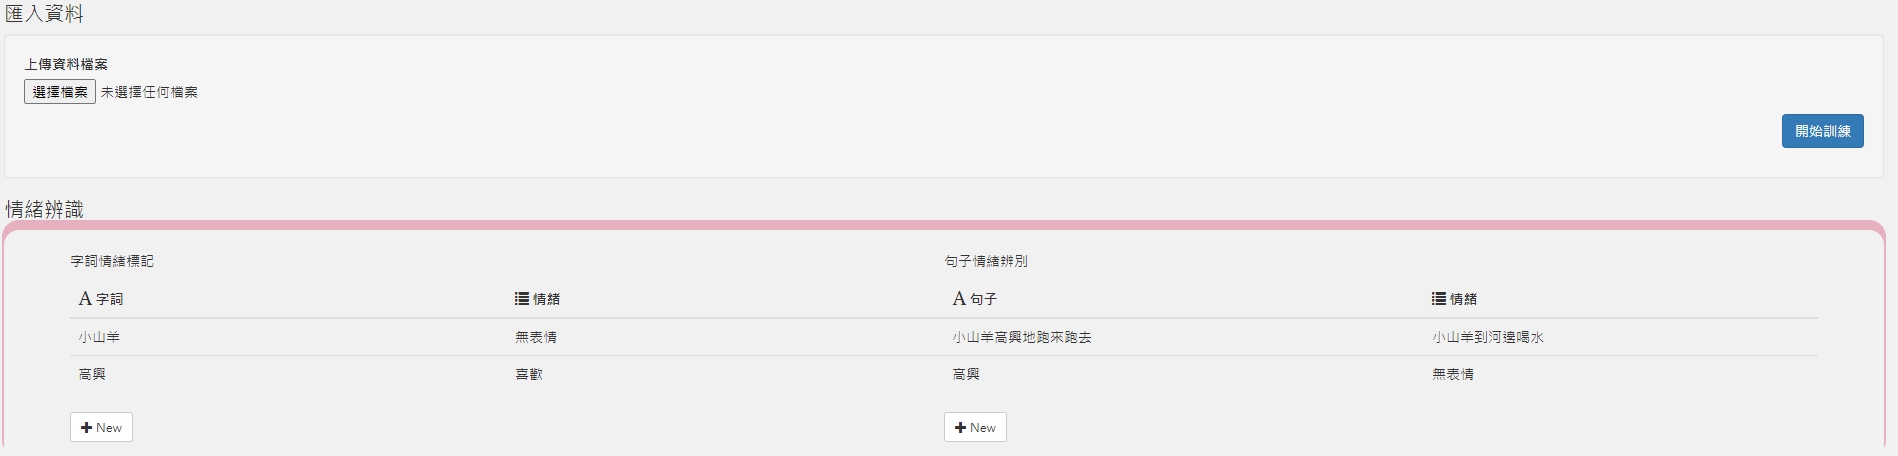 匯入資料
上傳資料檔案
選擇檔案 未選擇任何檔案
開始訓練
情緒辨識
字詞情緒標記 句子情緒辨別
A 字詞 情緒 A 句子 情緒
小山羊 無表情 小山羊高興地跑來跑去 小山羊到河邊喝水
高興 喜歡 高興 無表情
+ New + New